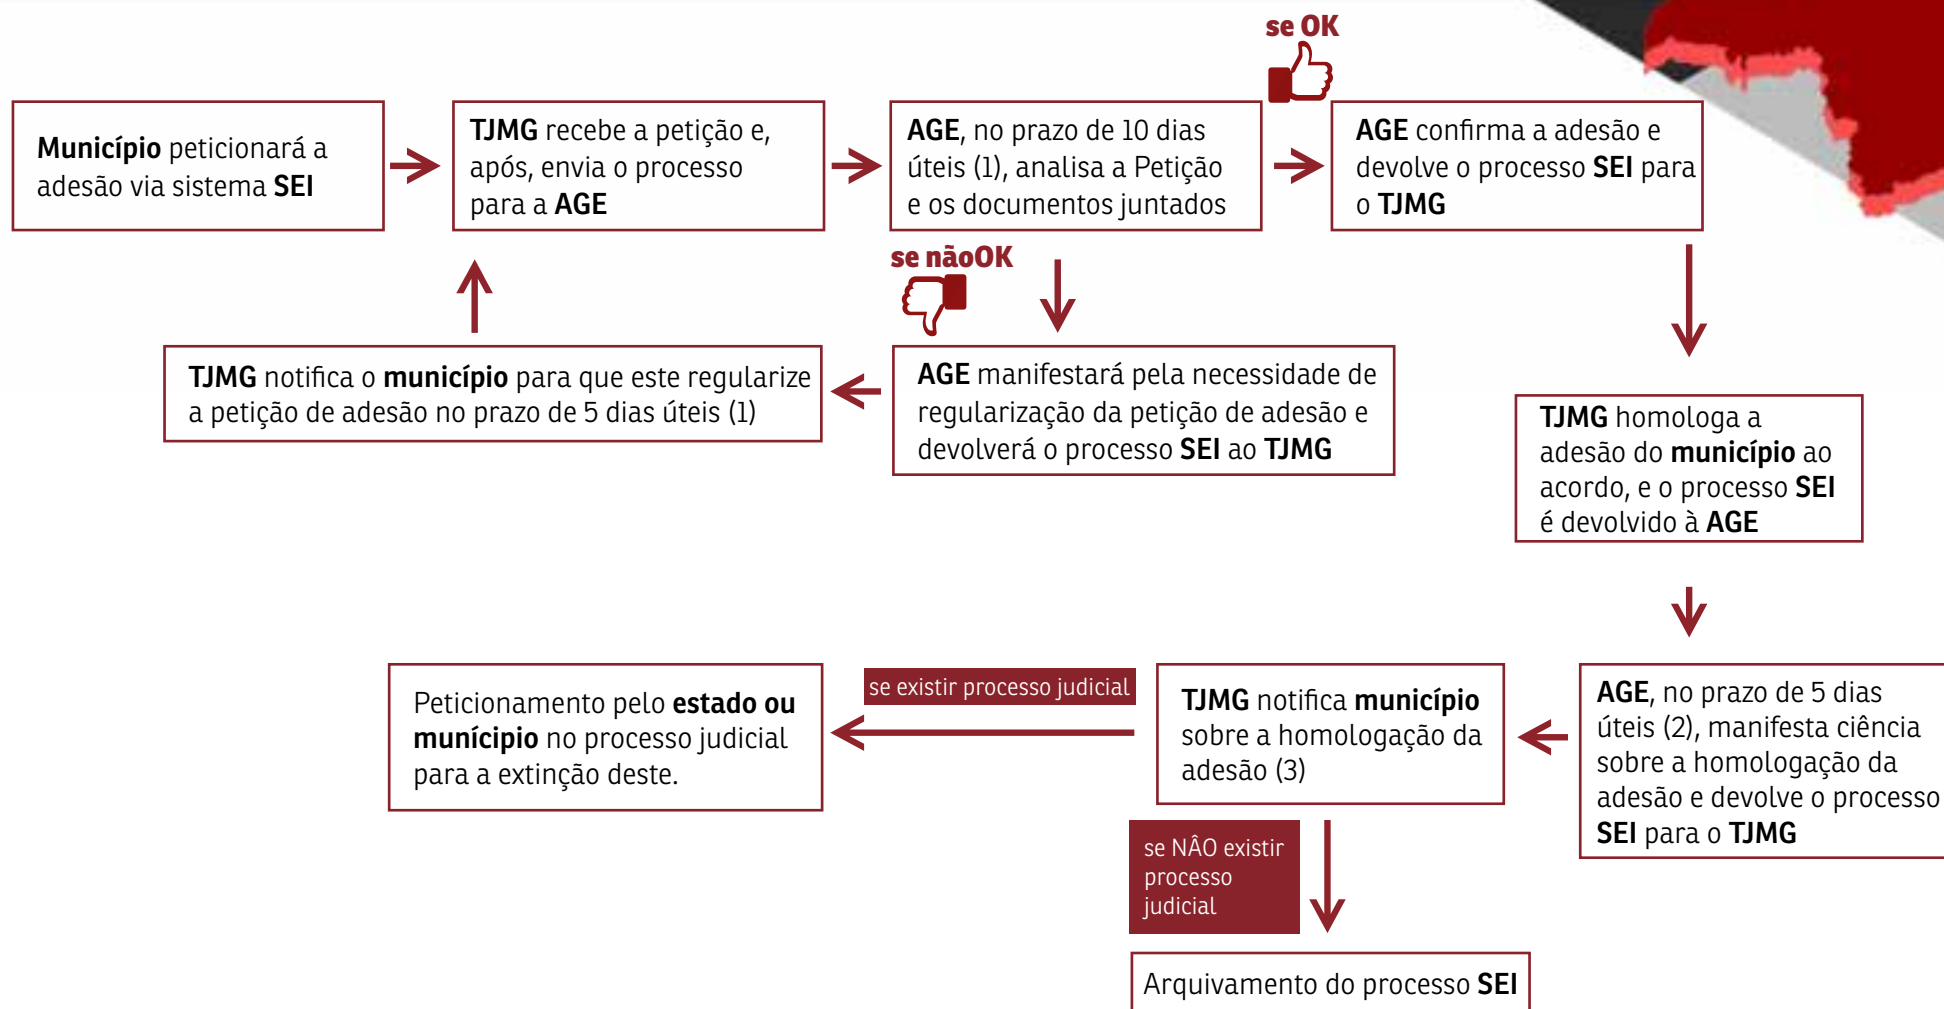 se OK
Município peticionará a
adesão via sistema SEI
TJMG recebe a petição e,
após, envia o processo
para a AGE
AGE, no prazo de 10 dias
úteis (1), analisa a Petição
e os documentos juntados
AGE confirma a adesão e
devolve o processo SEI para
o TJMG
se nãoOK
TJMG notifica o município para que este regularize
a petição de adesão no prazo de 5 dias úteis (1)
AGE manifestará pela necessidade de
regularização da petição de adesão e
devolverá o processo SEI ao TJMG
TJMG homologa a
adesão do município ao
acordo, e o processo SEI
é devolvido à AGE
Peticionamento pelo estado ou
munícipio no processo judicial
para a extinção deste.
se existir processo judicial
TJMG notifica município
sobre a homologação da
adesão (3)
AGE, no prazo de 5 dias
úteis (2), manifesta ciência
sobre a homologação da
adesão e devolve o processo
SEI para o TJMG
se NÂO existir
processo
judicial
Arquivamento do processo SEI